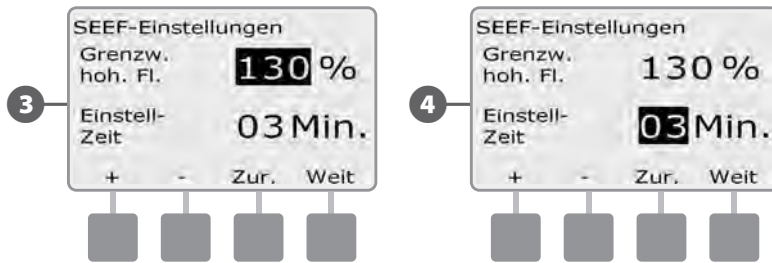 3
SEEF-Einstellungen
Grenzw.
hoh. Fl. 130 %
Einstell-
Zeit 03 Min.
+ - Zur. Weit
4
SEEF-Einstellungen
Grenzw.
hoh. Fl. 130 %
Einstell-
Zeit 03 Min.
+ - Zur. Weit